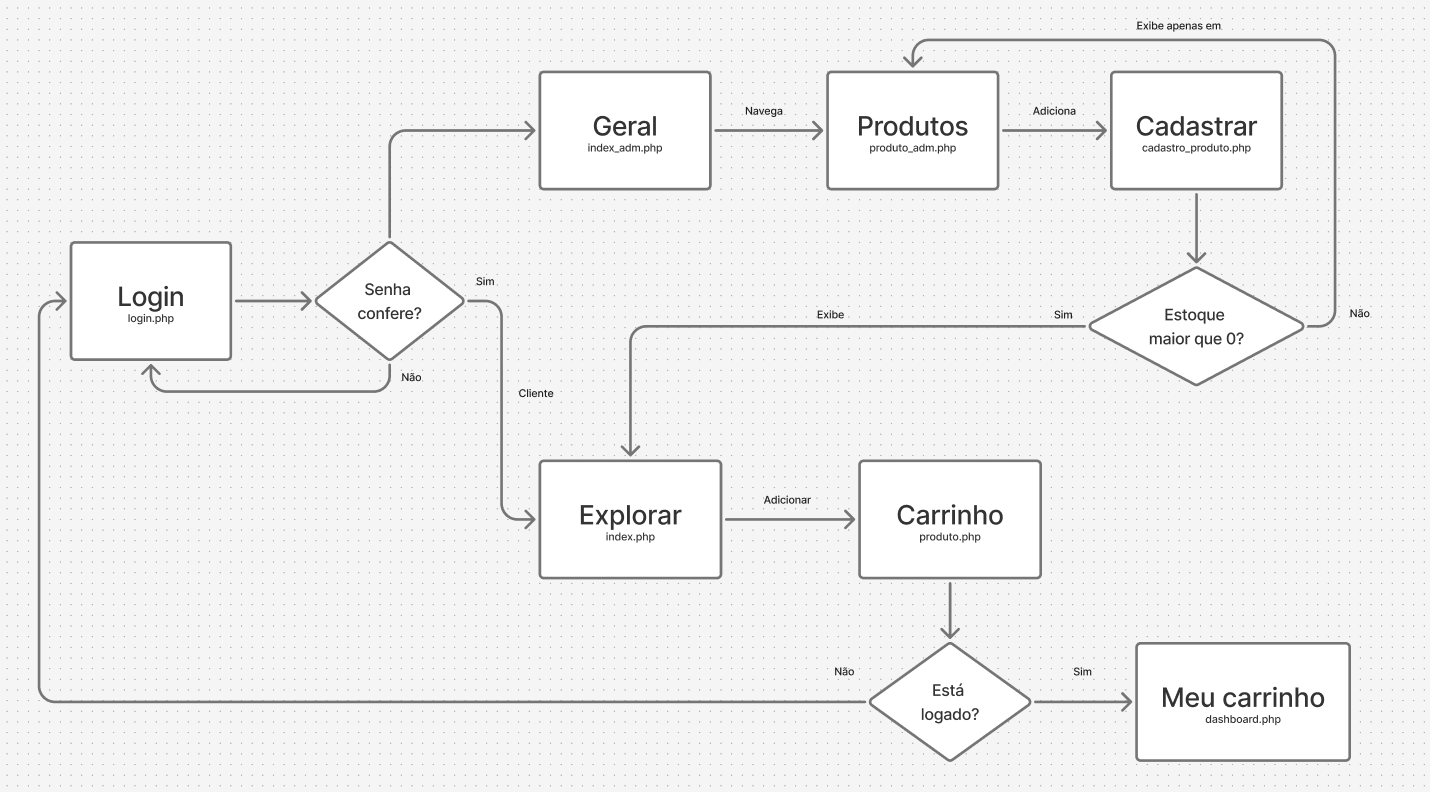 Exibe apenas em
Geral
index_adm.php
Navega
Produtos
produto_adm.php
Adiciona
Cadastrar
cadastro_produto.php
Login
login.php
Senha
confere?
Sim
Não
Cliente
Exibe
Sim
Estoque
maior que 0?
Não
Explorar
index.php
Adicionar
Carrinho
produto.php
Não
Está
logado?
Sim
Meu carrinho
dashboard.php